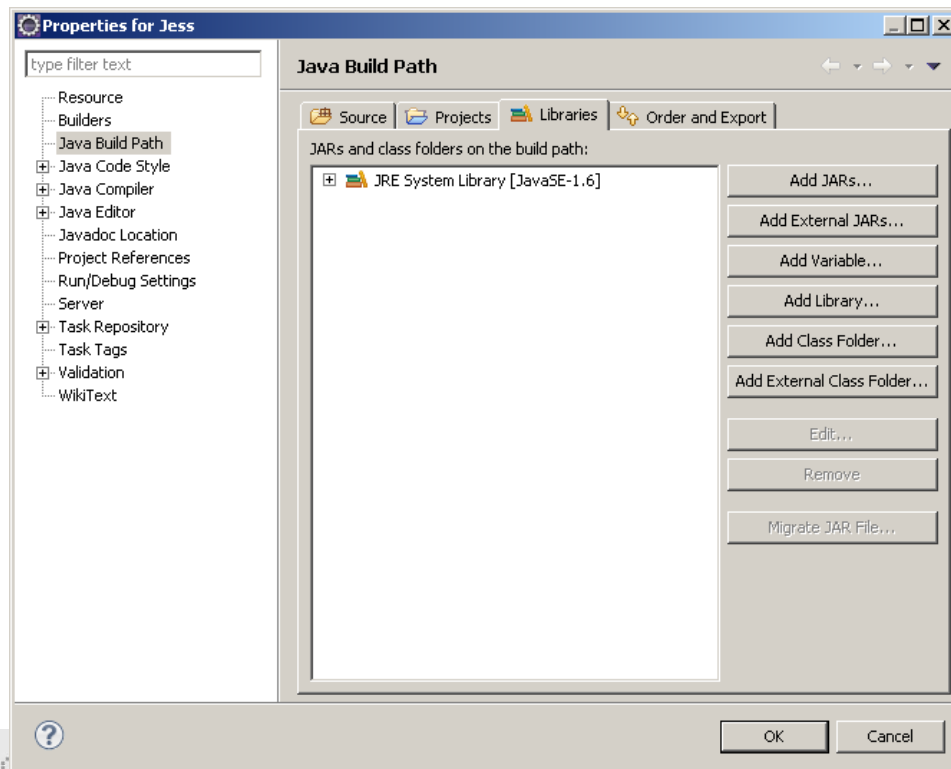 Properties for Jess
type filter text
Resource
Builders
Java Build Path
Java Code Style
Java Compiler
Java Editor
Javadoc Location
Project References
Run/Debug Settings
Server
Task Repository
Task Tags
Validation
WikiText
Java Build Path
Source
Projects
Libraries
Order and Export
JARs and class folders on the build path:
JRE System Library [JavaSE-1.6]
Add JARs...
Add External JARs...
Add Variable...
Add Library...
Add Class Folder...
Add External Class Folder...
Edit...
Remove
Migrate JAR File...
OK
Cancel